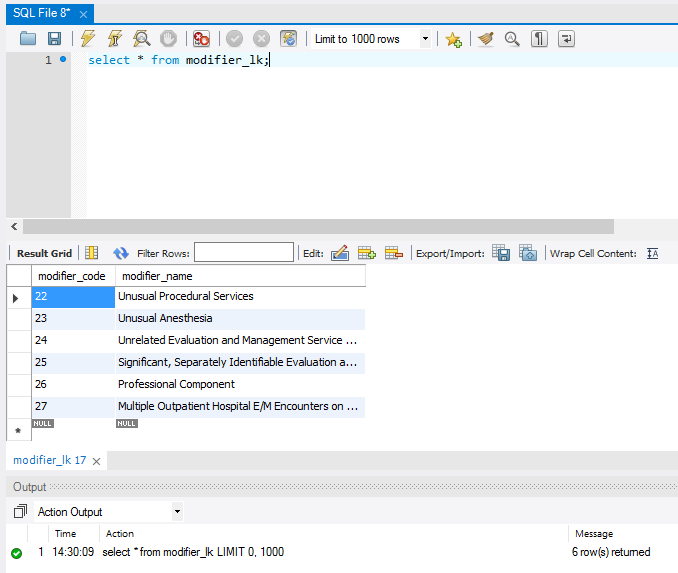 SQL File 8* ×
Limit to 1000 rows
1 select * from modifier_lk;
Result Grid Filter Rows: Edit: Export/Import: Wrap Cell Content: IA
modifier_code modifier_name
22 Unusual Procedural Services
23 Unusual Anesthesia
24 Unrelated Evaluation and Management Service ...
25 Significant, Separately Identifiable Evaluation a...
26 Professional Component
27 Multiple Outpatient Hospital E/M Encounters on ...
* NULL NULL
modifier_lk 17 ×
Output
Action Output
Time Action Message
1 14:30:09 select * from modifier_lk LIMIT 0, 1000 6 row(s) returned